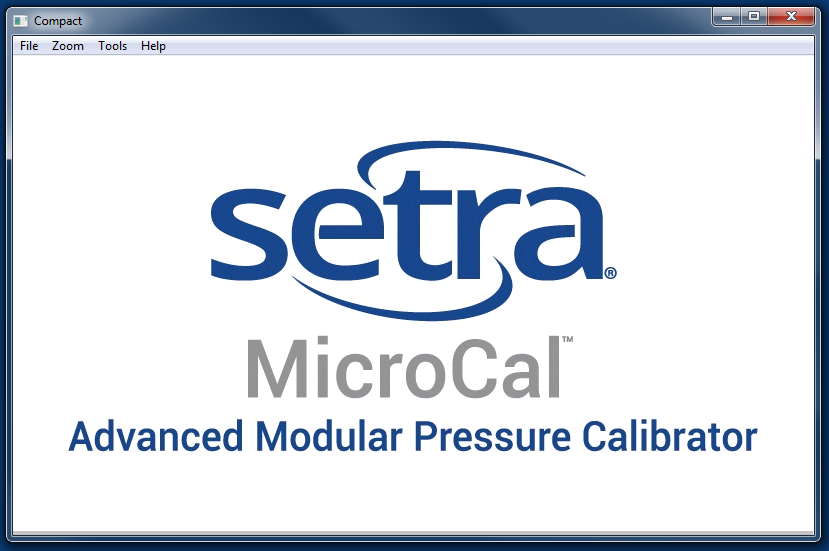 Compact
File Zoom Tools Help
setra®
MicroCal™
Advanced Modular Pressure Calibrator